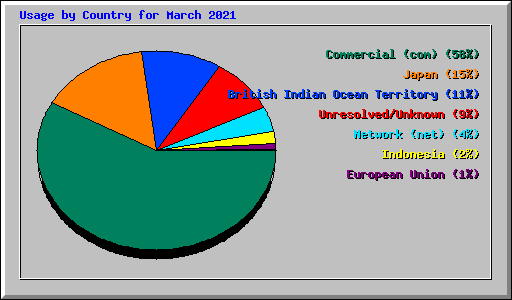 Usage by Country for March 2021
Commercial (com) (58%)
Japan (15%)
British Indian Ocean Territory (11%)
Unresolved/Unknown (9%)
Network (net) (4%)
Indonesia (2%)
European Union (1%)